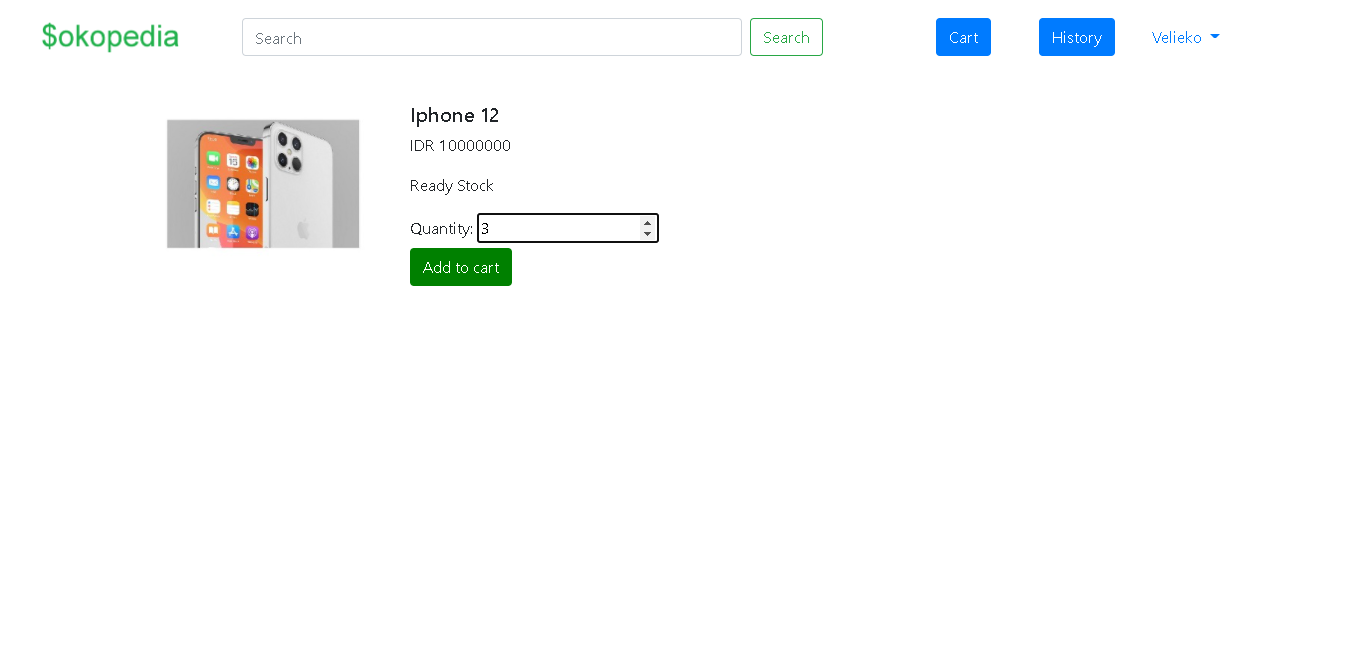 $okopedia Search Search Cart History Velieko
Iphone 12
IDR 10000000
Ready Stock
Quantity: 3
Add to cart